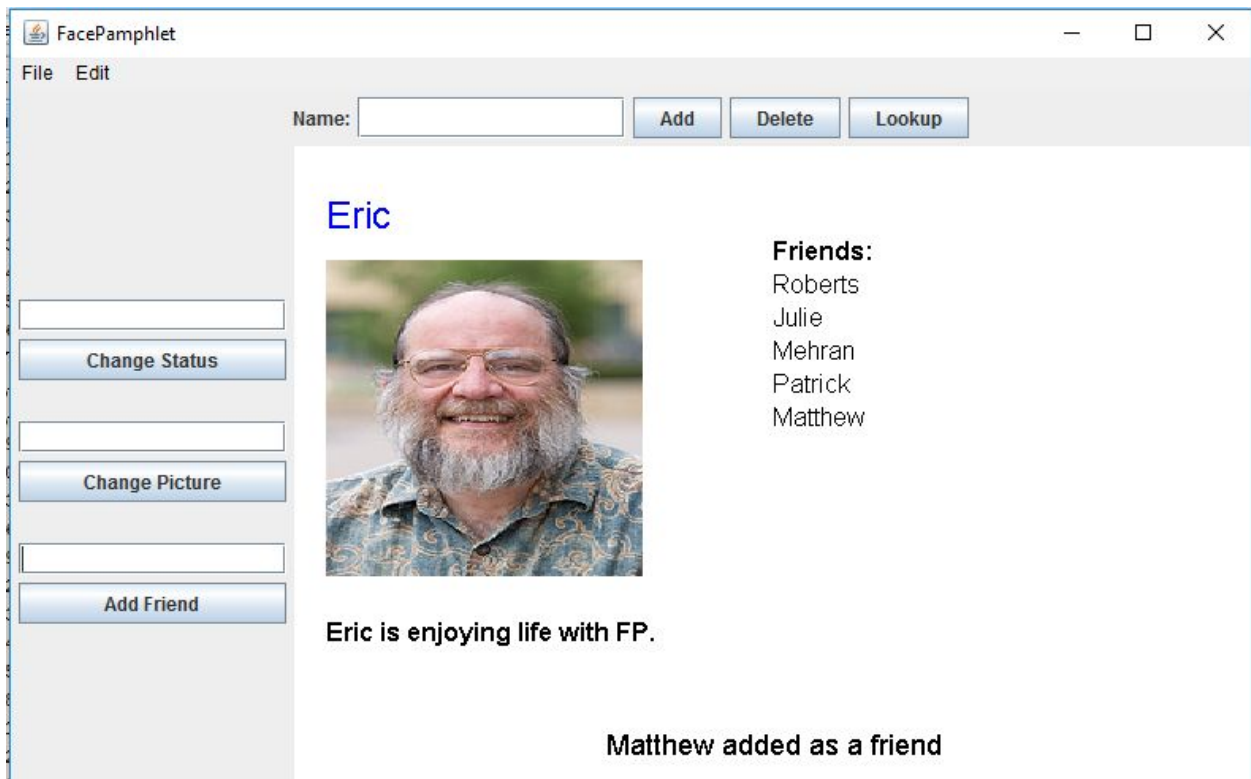 FacePamphlet
File Edit
Name: Add Delete Lookup
Eric
Friends:
Roberts
Julie
Mehran
Patrick
Matthew
Change Status
Change Picture
Add Friend
Eric is enjoying life with FP.
Matthew added as a friend